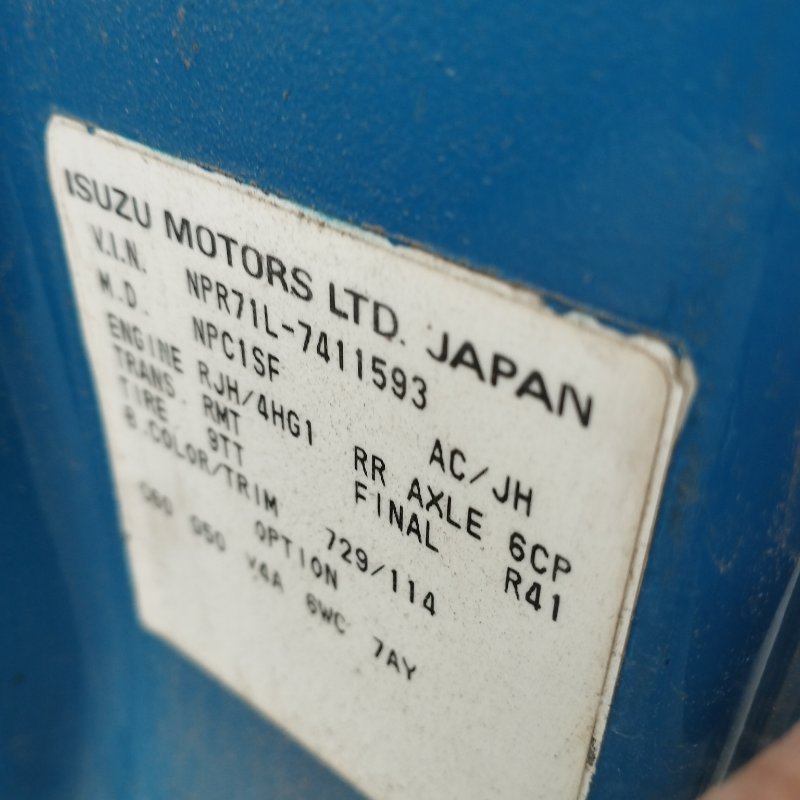 ISUZU MOTORS LTD. JAPAN
V.I.N. NPR71L-7411593
M.D. NPC1SF AC/JH
ENGINE RJH/4HG1 RR AXLE 6CP
TRANS. RMT FINAL R41
TIRE 9TT
B.COLOR/TRIM 729/114
OPTION
V4A 6WC 7AY